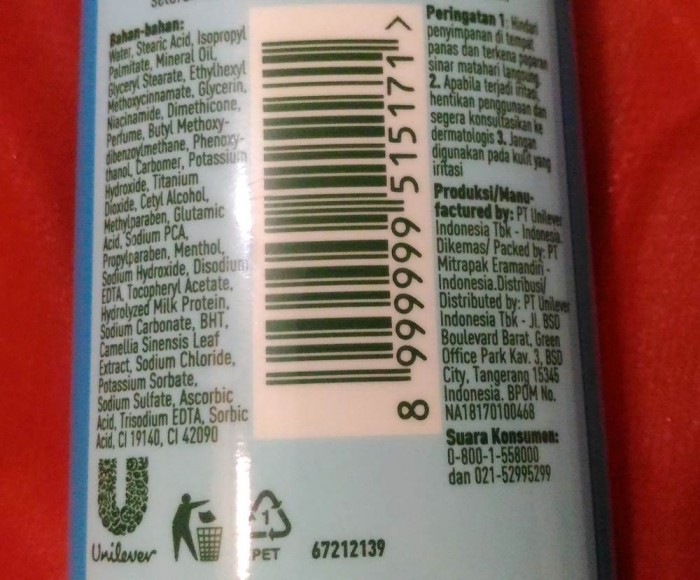 Bahan-bahan:
Water, Stearic Acid, Isopropyl
Palmitate, Mineral Oil,
Glyceryl Stearate, Ethylhexyl
Methoxycinnamate, Glycerin,
Niacinamide, Dimethicone,
Perfume, Butyl Methoxy-
dibenzoylmethane, Phenoxy-
thanol, Carbomer, Potassium
Hydroxide, Titanium
Dioxide, Cetyl Alcohol,
Methylparaben, Glutamic
Acid, Sodium PCA,
Propylparaben, Menthol,
Sodium Hydroxide, Disodium
EDTA, Tocopheryl Acetate,
Hydrolyzed Milk Protein,
Sodium Carbonate, BHT,
Camellia Sinensis Leaf
Extract, Sodium Chloride,
Potassium Sorbate,
Sodium Sulfate, Ascorbic
Acid, Trisodium EDTA, Sorbic
Acid, CI 19140, CI 42090
Unilever
8 999999 515171 >
1
PET
67212139
Peringatan 1. Hindari
penyimpanan di tempat
panas dan terkena paparan
sinar matahari langsung.
2. Apabila terjadi iritasi,
hentikan penggunaan dan
segera konsultasikan ke
dermatologis 3. Jangan
digunakan pada kulit yang
iritasi
Produksi/Manu-
factured by: PT Unilever
Indonesia Tbk - Indonesia.
Dikemas/ Packed by: PT
Mitrapak Eramandiri -
Indonesia.Distribusi/
Distributed by: PT Unilever
Indonesia Tbk - Jl. BSD
Boulevard Barat, Green
Office Park Kav. 3, BSD
City, Tangerang 15345
Indonesia. BPOM No.
NA18170100468
Suara Konsumen:
0-800-1-558000
dan 021-52995299